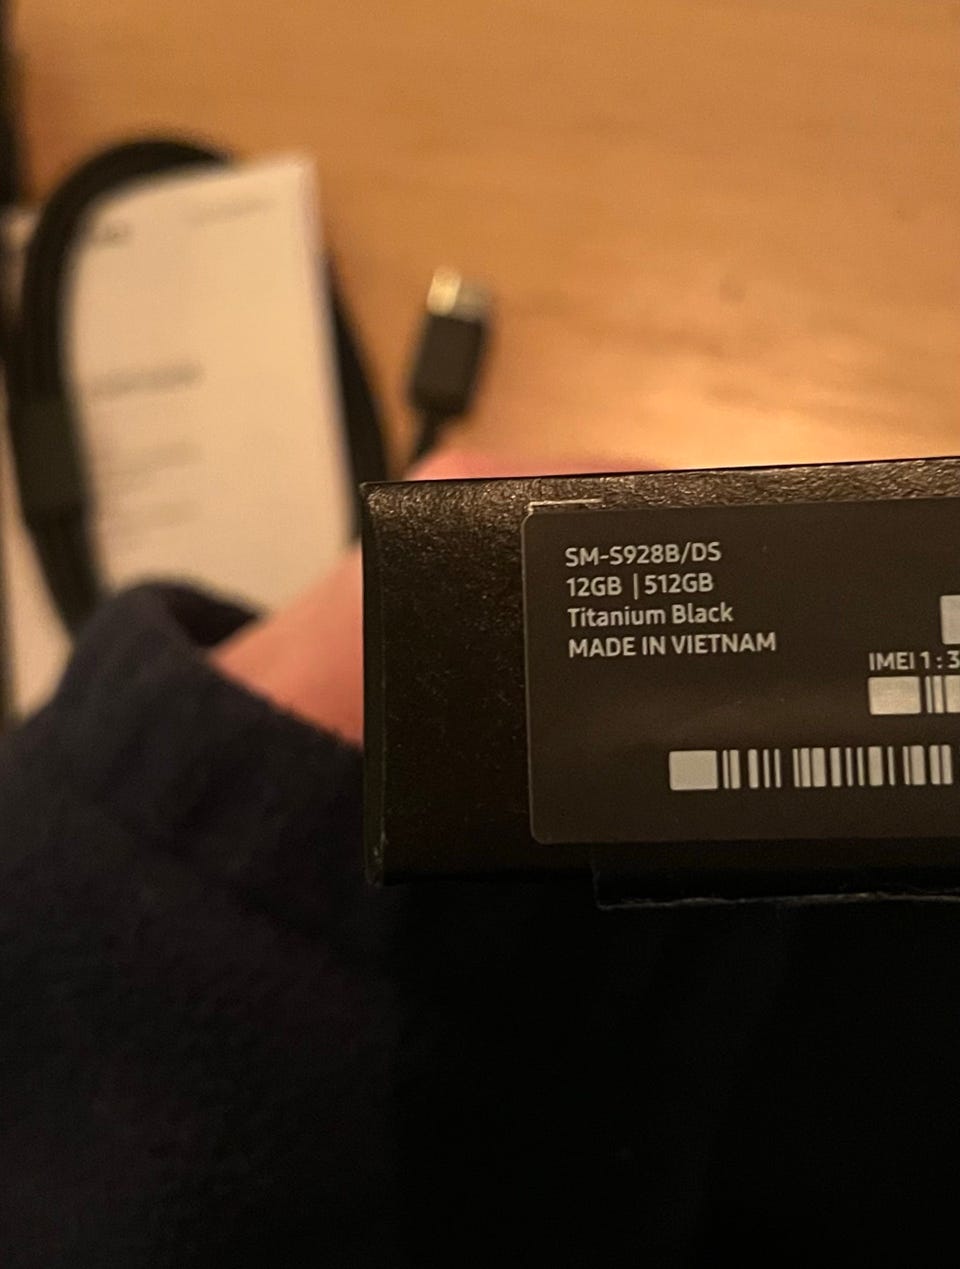 SM-S928B/DS
12GB | 512GB
Titanium Black
MADE IN VIETNAM
IMEI 1 : 3